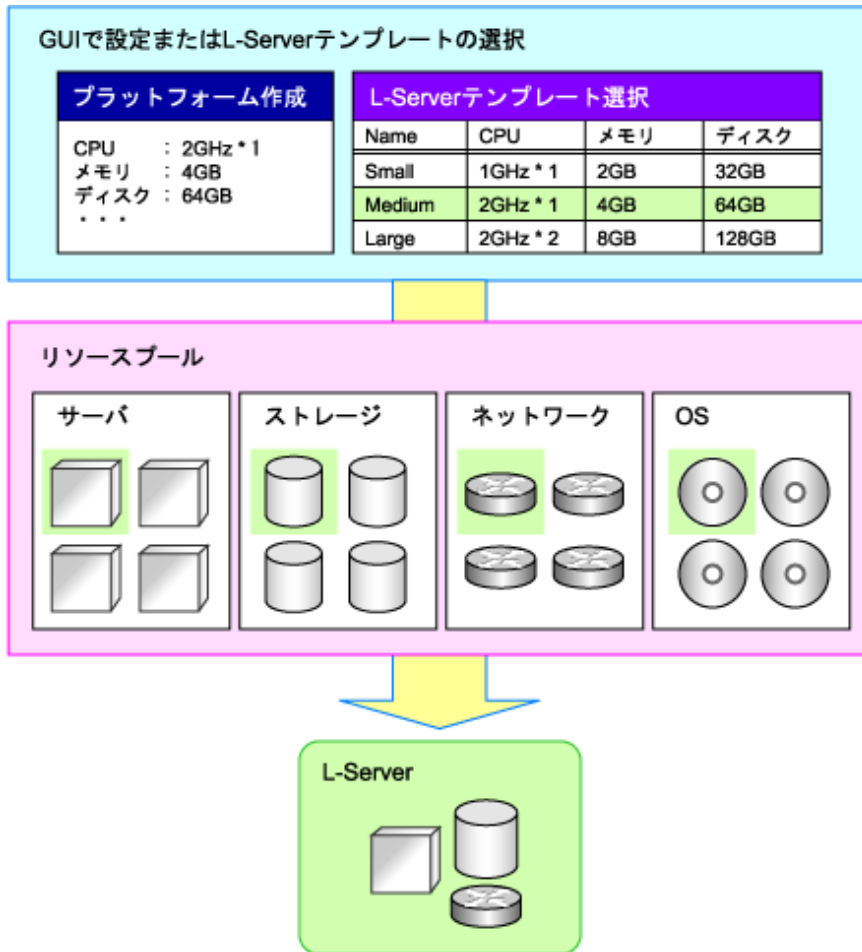 GUIで設定またはL-Serverテンプレートの選択
プラットフォーム作成
CPU : 2GHz * 1
メモリ : 4GB
ディスク : 64GB
・・・
L-Serverテンプレート選択
Name CPU メモリ ディスク
Small 1GHz * 1 2GB 32GB
Medium 2GHz * 1 4GB 64GB
Large 2GHz * 2 8GB 128GB
リソースプール
サーバ ストレージ ネットワーク OS
L-Server